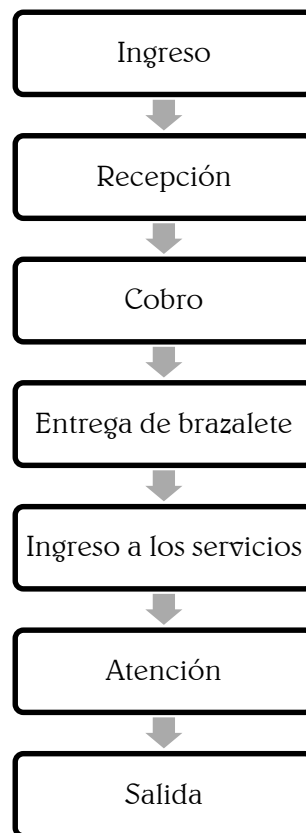 Ingreso
Recepción
Cobro
Entrega de brazalete
Ingreso a los servicios
Atención
Salida